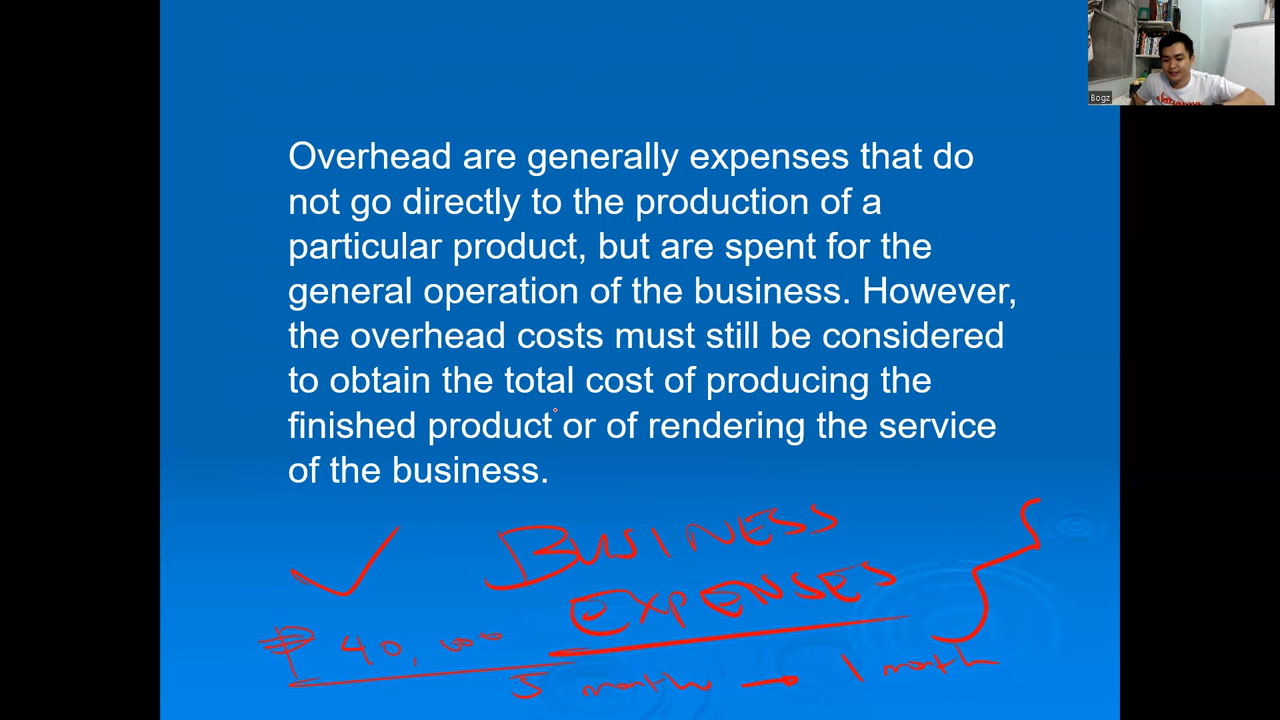 Overhead are generally expenses that do
not go directly to the production of a
particular product, but are spent for the
general operation of the business. However,
the overhead costs must still be considered
to obtain the total cost of producing the
finished product or of rendering the service
of the business.
BUSINESS
EXPENSES
₱ 40,000
5 month → 1 month
Bogz